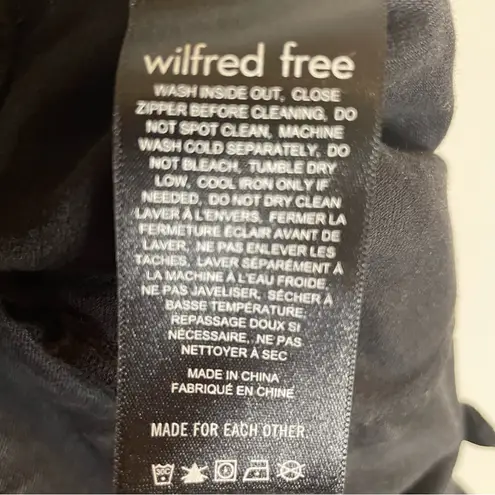 wilfred free
WASH INSIDE OUT, CLOSE
ZIPPER BEFORE CLEANING, DO
NOT SPOT CLEAN, MACHINE
WASH COLD SEPARATELY, DO
NOT BLEACH, TUMBLE DRY
LOW, COOL IRON ONLY IF
NEEDED, DO NOT DRY CLEAN
LAVER À L'ENVERS. FERMER LA
FERMETURE ÉCLAIR AVANT DE
LAVER, NE PAS ENLEVER LES
TACHES. LAVER SÉPARÉMENT À
LA MACHINE À L'EAU FROIDE,
NE PAS JAVELISER, SÉCHER À
BASSE TEMPÉRATURE.
REPASSAGE DOUX SI
NÉCESSAIRE, NE PAS
NETTOYER À SEC
MADE IN CHINA
FABRIQUÉ EN CHINE
MADE FOR EACH OTHER.
30C